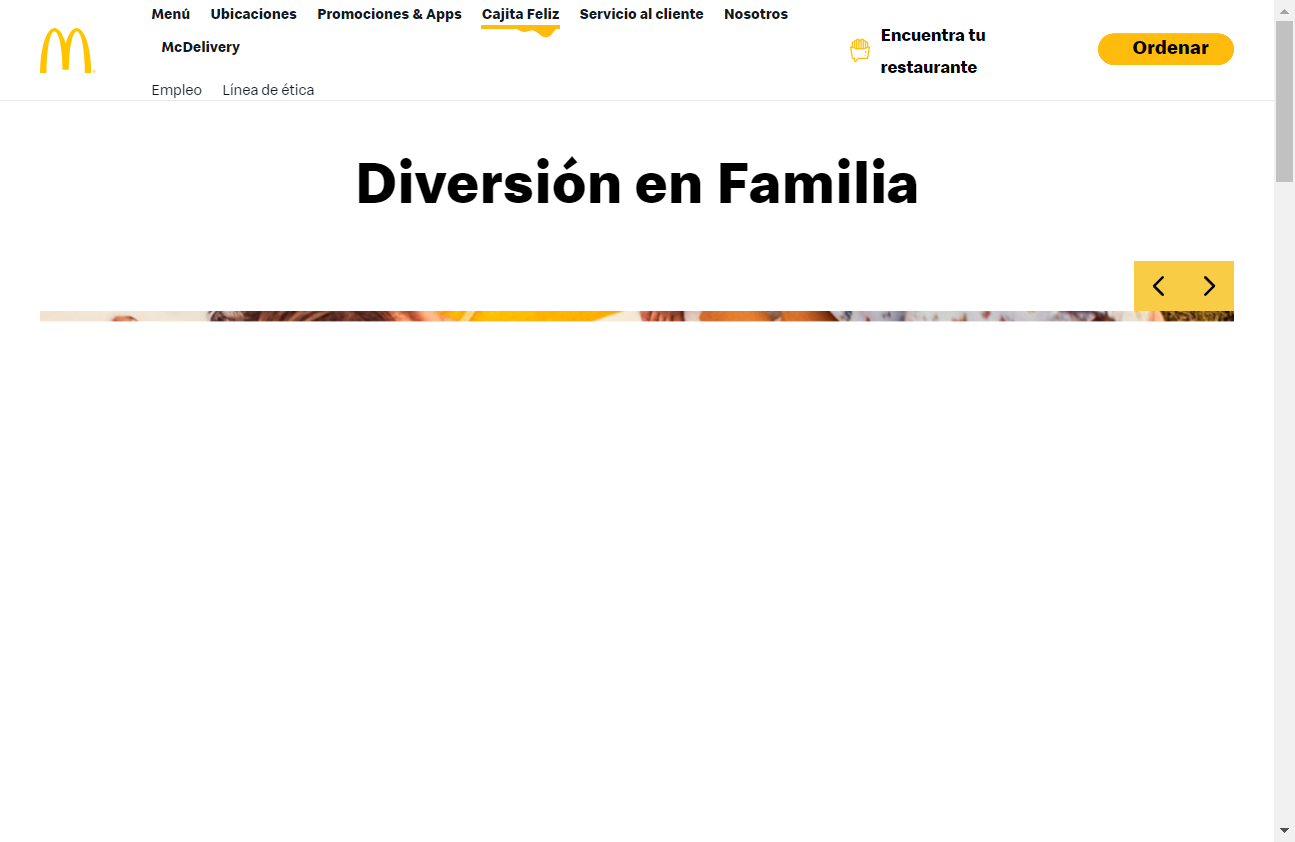 Menú Ubicaciones Promociones & Apps Cajita Feliz Servicio al cliente Nosotros
McDelivery
Encuentra tu
restaurante
Ordenar
Empleo Línea de ética
Diversión en Familia